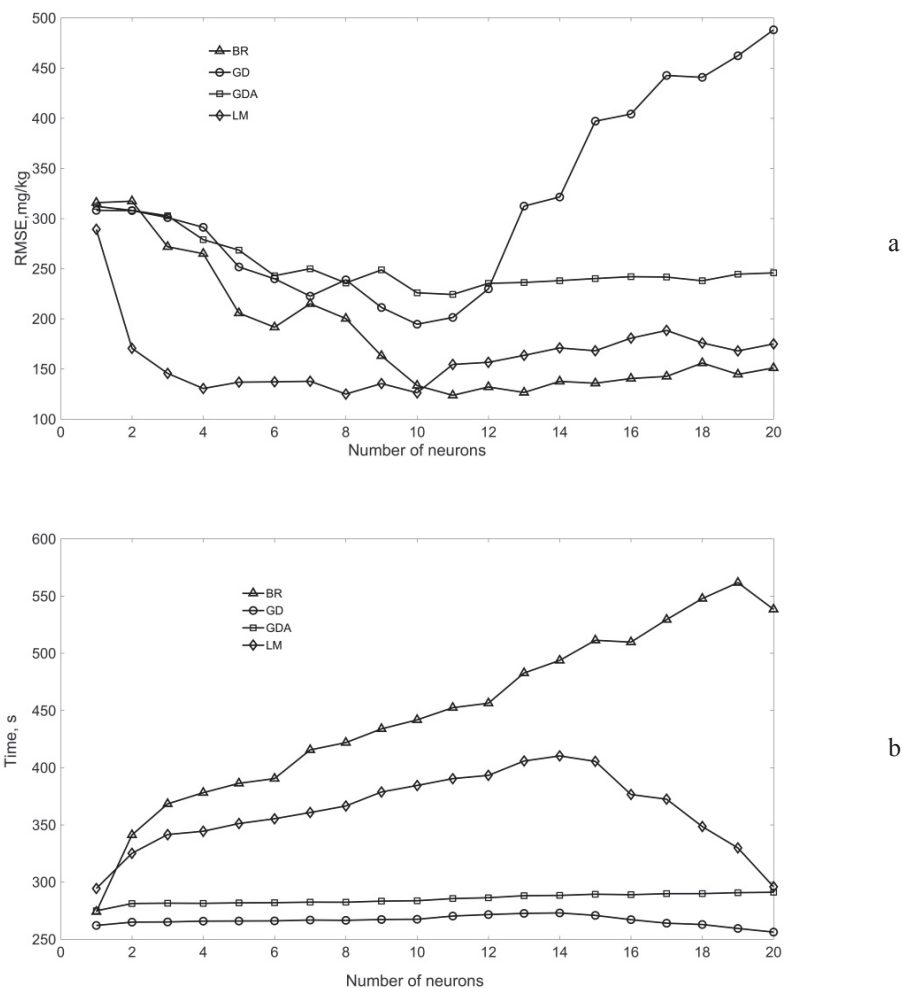 500
450
400
350
300
250
200
150
100
RMSE,mg/kg
BR
GD
GDA
LM
0 2 4 6 8 10 12 14 16 18 20
Number of neurons
a
600
550
500
450
400
350
300
250
Time, s
BR
GD
GDA
LM
0 2 4 6 8 10 12 14 16 18 20
Number of neurons
b